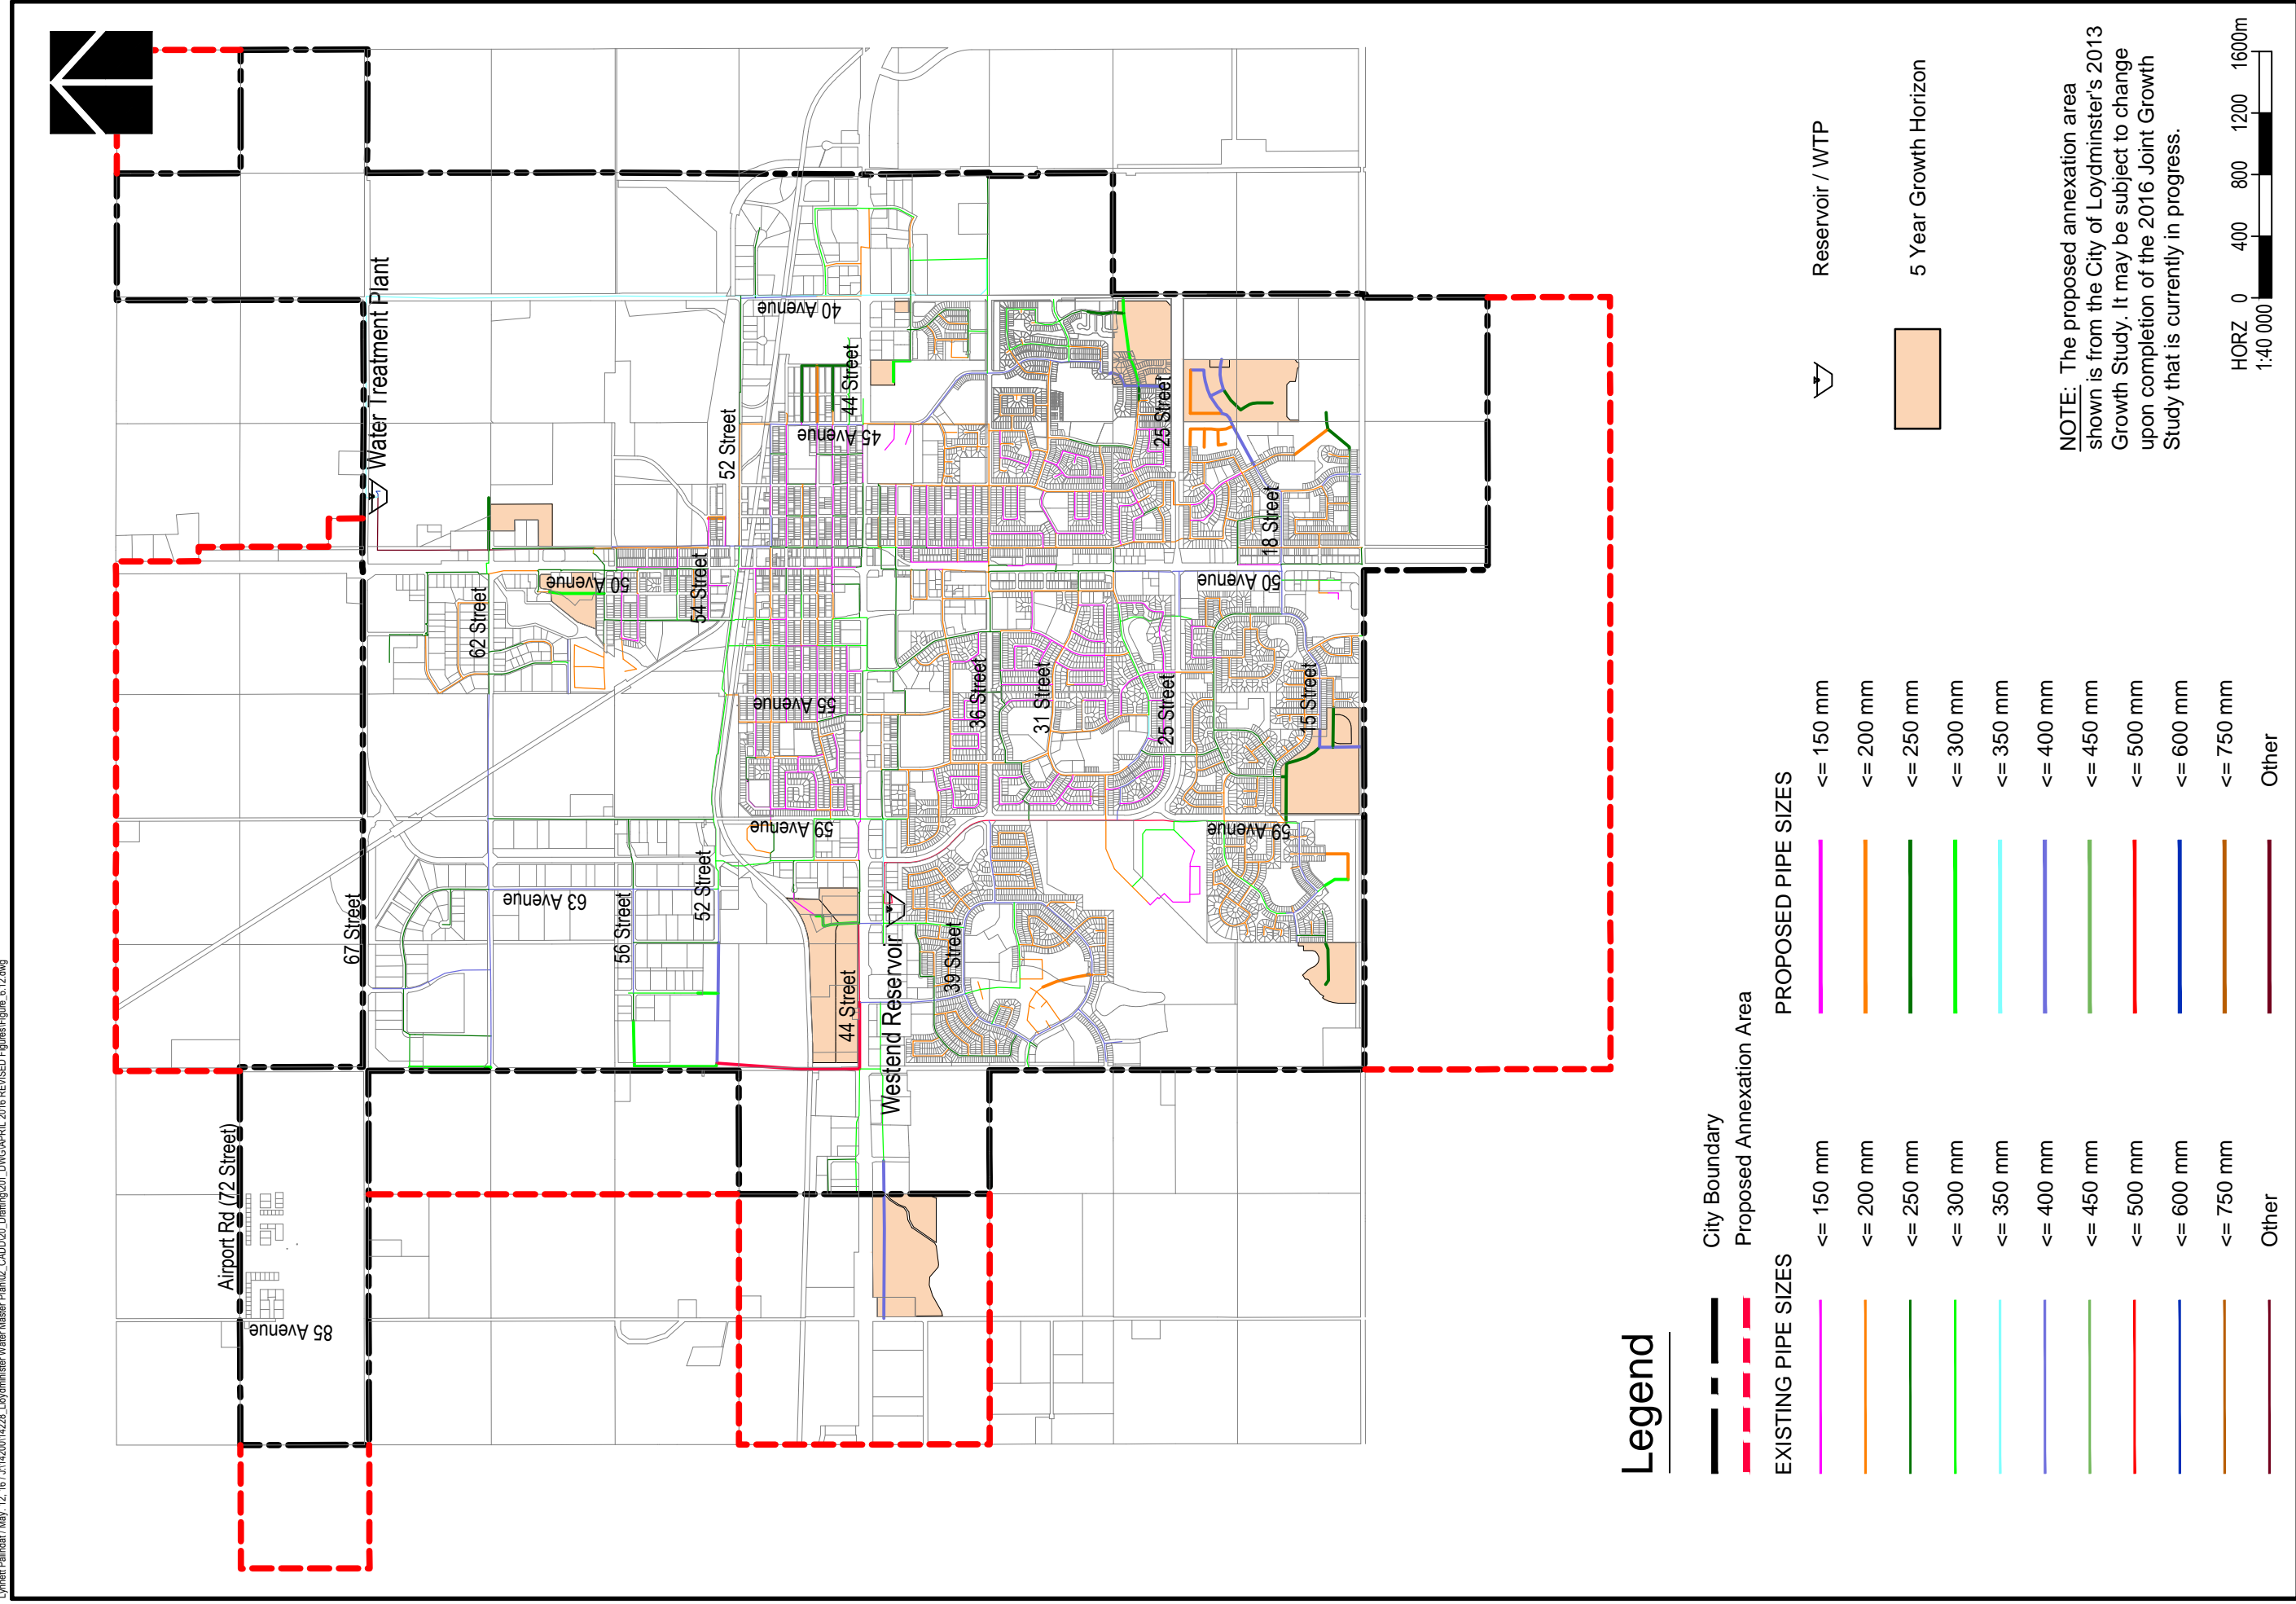 Airport Rd (72 Street)
85 Avenue
67 Street
Water Treatment Plant
62 Street
50 Avenue
63 Avenue
56 Street
54 Street
52 Street
52 Street
40 Avenue
45 Avenue
44 Street
55 Avenue
59 Avenue
44 Street
Westend Reservoir
39 Street
36 Street
31 Street
25 Street
25 Street
50 Avenue
18 Street
15 Street
59 Avenue
Legend
City Boundary
Proposed Annexation Area
EXISTING PIPE SIZES
<= 150 mm
<= 200 mm
<= 250 mm
<= 300 mm
<= 350 mm
<= 400 mm
<= 450 mm
<= 500 mm
<= 600 mm
<= 750 mm
Other
PROPOSED PIPE SIZES
<= 150 mm
<= 200 mm
<= 250 mm
<= 300 mm
<= 350 mm
<= 400 mm
<= 450 mm
<= 500 mm
<= 600 mm
<= 750 mm
Other
Reservoir / WTP
5 Year Growth Horizon
NOTE: The proposed annexation area
shown is from the City of Loydminster's 2013
Growth Study. It may be subject to change
upon completion of the 2016 Joint Growth
Study that is currently in progress.
HORZ 0 400 800 1200 1600m
1:40 000